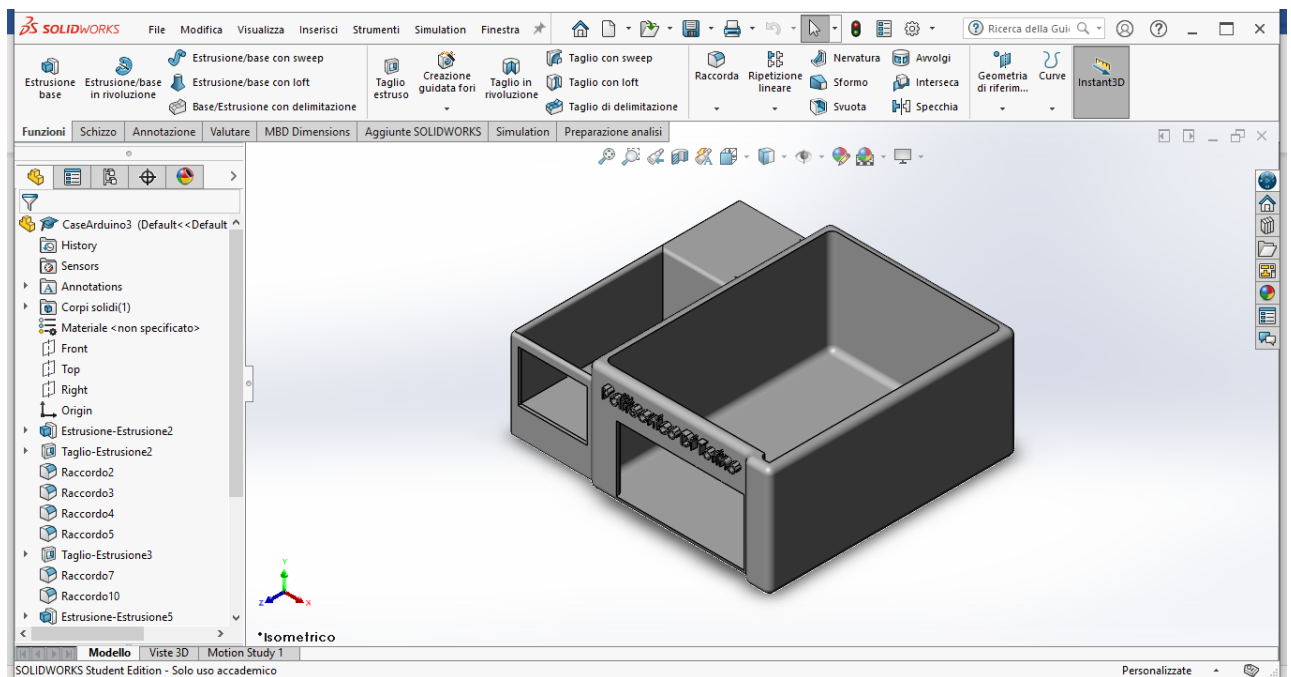 SOLIDWORKS File Modifica Visualizza Inserisci Strumenti Simulation Finestra Ricerca della Gui
Estrusione base
Estrusione/base in rivoluzione
Estrusione/base con sweep
Estrusione/base con loft
Base/Estrusione con delimitazione
Taglio estruso
Creazione guidata fori
Taglio in rivoluzione
Taglio con sweep
Taglio con loft
Taglio di delimitazione
Raccorda
Ripetizione lineare
Nervatura
Sformo
Svuota
Avvolgi
Interseca
Specchia
Geometria di riferim...
Curve
Instant3D
Funzioni Schizzo Annotazione Valutare MBD Dimensions Aggiunte SOLIDWORKS Simulation Preparazione analisi
CaseArduino3 (Default<<Default
History
Sensors
Annotations
Corpi solidi(1)
Materiale <non specificato>
Front
Top
Right
Origin
Estrusione-Estrusione2
Taglio-Estrusione2
Raccordo2
Raccordo3
Raccordo4
Raccordo5
Taglio-Estrusione3
Raccordo7
Raccordo10
Estrusione-Estrusione5
Politecnico Di Torino
Y
Z X
*Isometrico
Modello Viste 3D Motion Study 1
SOLIDWORKS Student Edition - Solo uso accademico Personalizzate